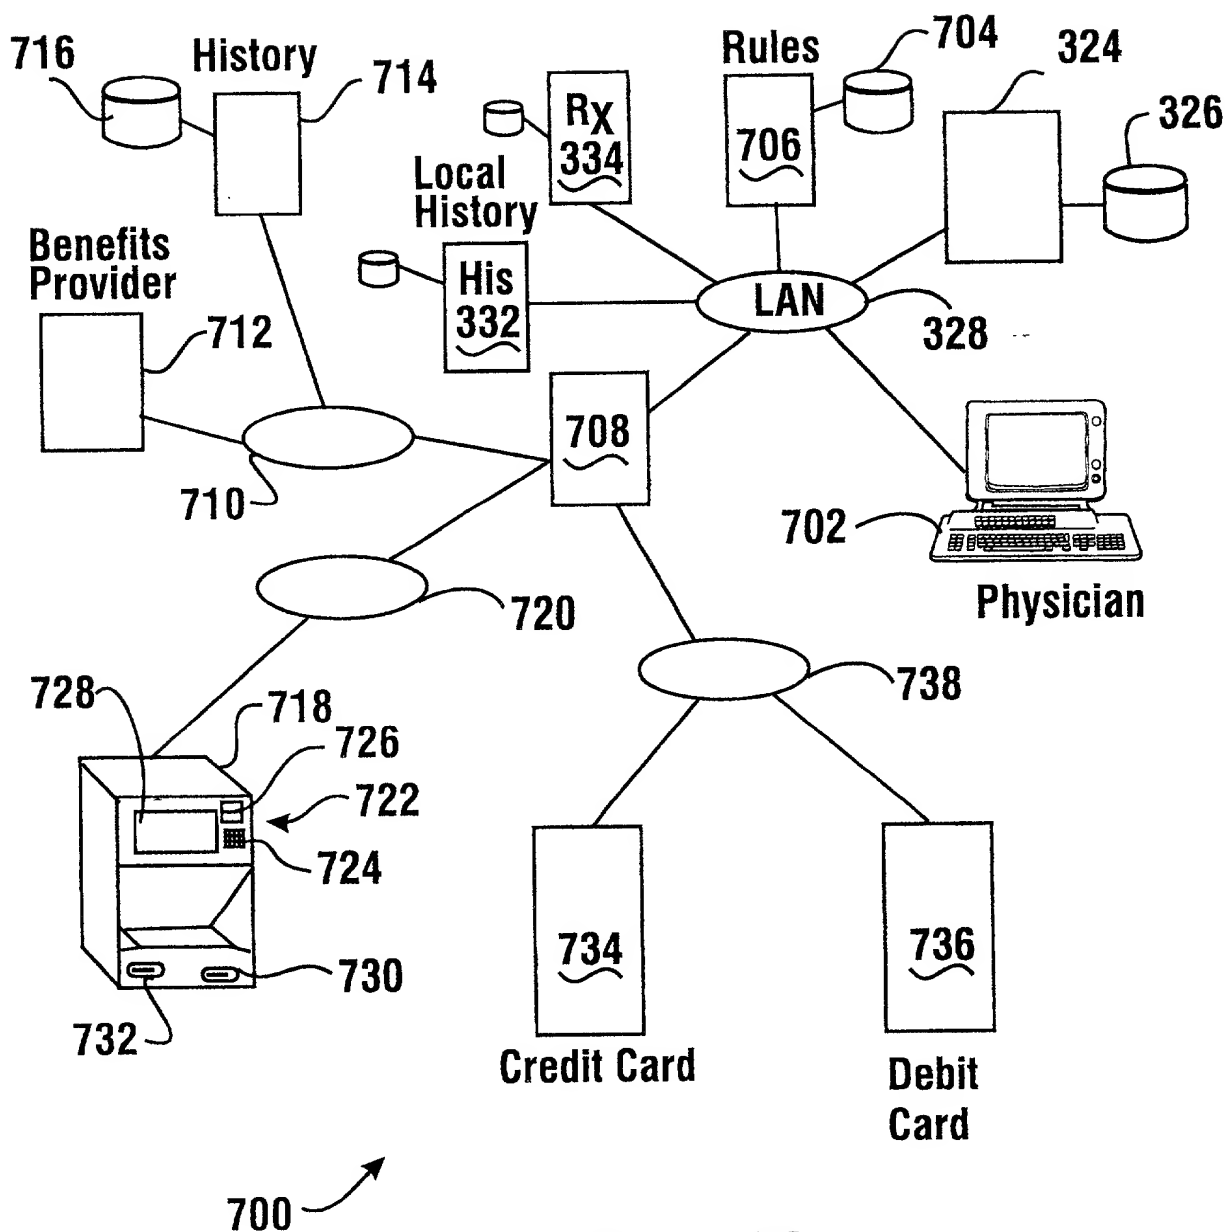 716
History
714
Rx
334
Rules
706
704
324
326
Local
History
His
332
LAN
328
Benefits
Provider
712
710
708
702
Physician
720
738
728
718
726
722
724
730
732
734
Credit Card
736
Debit
Card
700